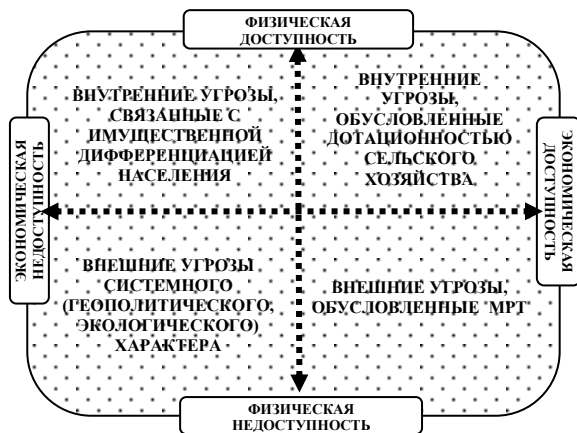 ФИЗИЧЕСКАЯ
ДОСТУПНОСТЬ
ВНУТРЕННИЕ УГРОЗЫ,
СВЯЗАННЫЕ С
ИМУЩЕСТВЕННОЙ
ДИФФЕРЕНЦИАЦИЕЙ
НАСЕЛЕНИЯ
ВНУТРЕННИЕ
УГРОЗЫ,
ОБУСЛОВЛЕННЫЕ
ДОТАЦИОННОСТЬЮ
СЕЛЬСКОГО
ХОЗЯЙСТВА
ЭКОНОМИЧЕСКАЯ
НЕДОСТУПНОСТЬ
ЭКОНОМИЧЕСКАЯ
ДОСТУПНОСТЬ
ВНЕШНИЕ УГРОЗЫ
СИСТЕМНОГО
(ГЕОПОЛИТИЧЕСКОГО,
ЭКОЛОГИЧЕСКОГО)
ХАРАКТЕРА
ВНЕШНИЕ УГРОЗЫ,
ОБУСЛОВЛЕННЫЕ МРТ
ФИЗИЧЕСКАЯ
НЕДОСТУПНОСТЬ